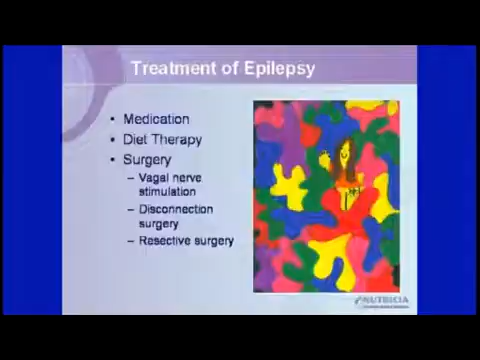 Treatment of Epilepsy
• Medication
• Diet Therapy
• Surgery
– Vagal nerve
stimulation
– Disconnection
surgery
– Resective surgery
NUTRICIA